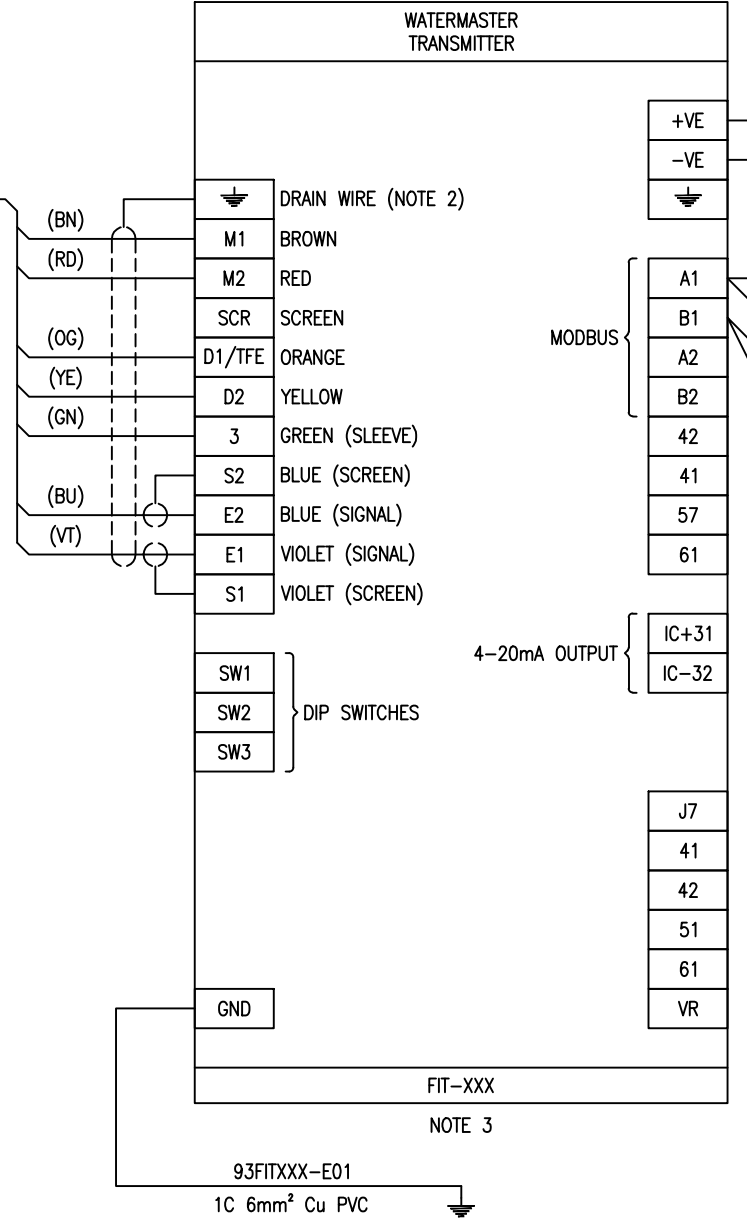 WATERMASTER
TRANSMITTER
+VE
-VE
DRAIN WIRE (NOTE 2)
(BN)
M1 BROWN
(RD)
M2 RED
A1
SCR SCREEN
MODBUS
B1
(OG)
D1/TFE ORANGE
A2
(YE)
D2 YELLOW
B2
(GN)
3 GREEN (SLEEVE)
42
S2 BLUE (SCREEN)
41
(BU)
E2 BLUE (SIGNAL)
57
(VT)
E1 VIOLET (SIGNAL)
61
S1 VIOLET (SCREEN)
4-20mA OUTPUT
IC+31
IC-32
SW1
SW2
SW3
DIP SWITCHES
J7
41
42
51
61
GND
VR
FIT-XXX
NOTE 3
93FITXXX-E01
1C 6mm² Cu PVC